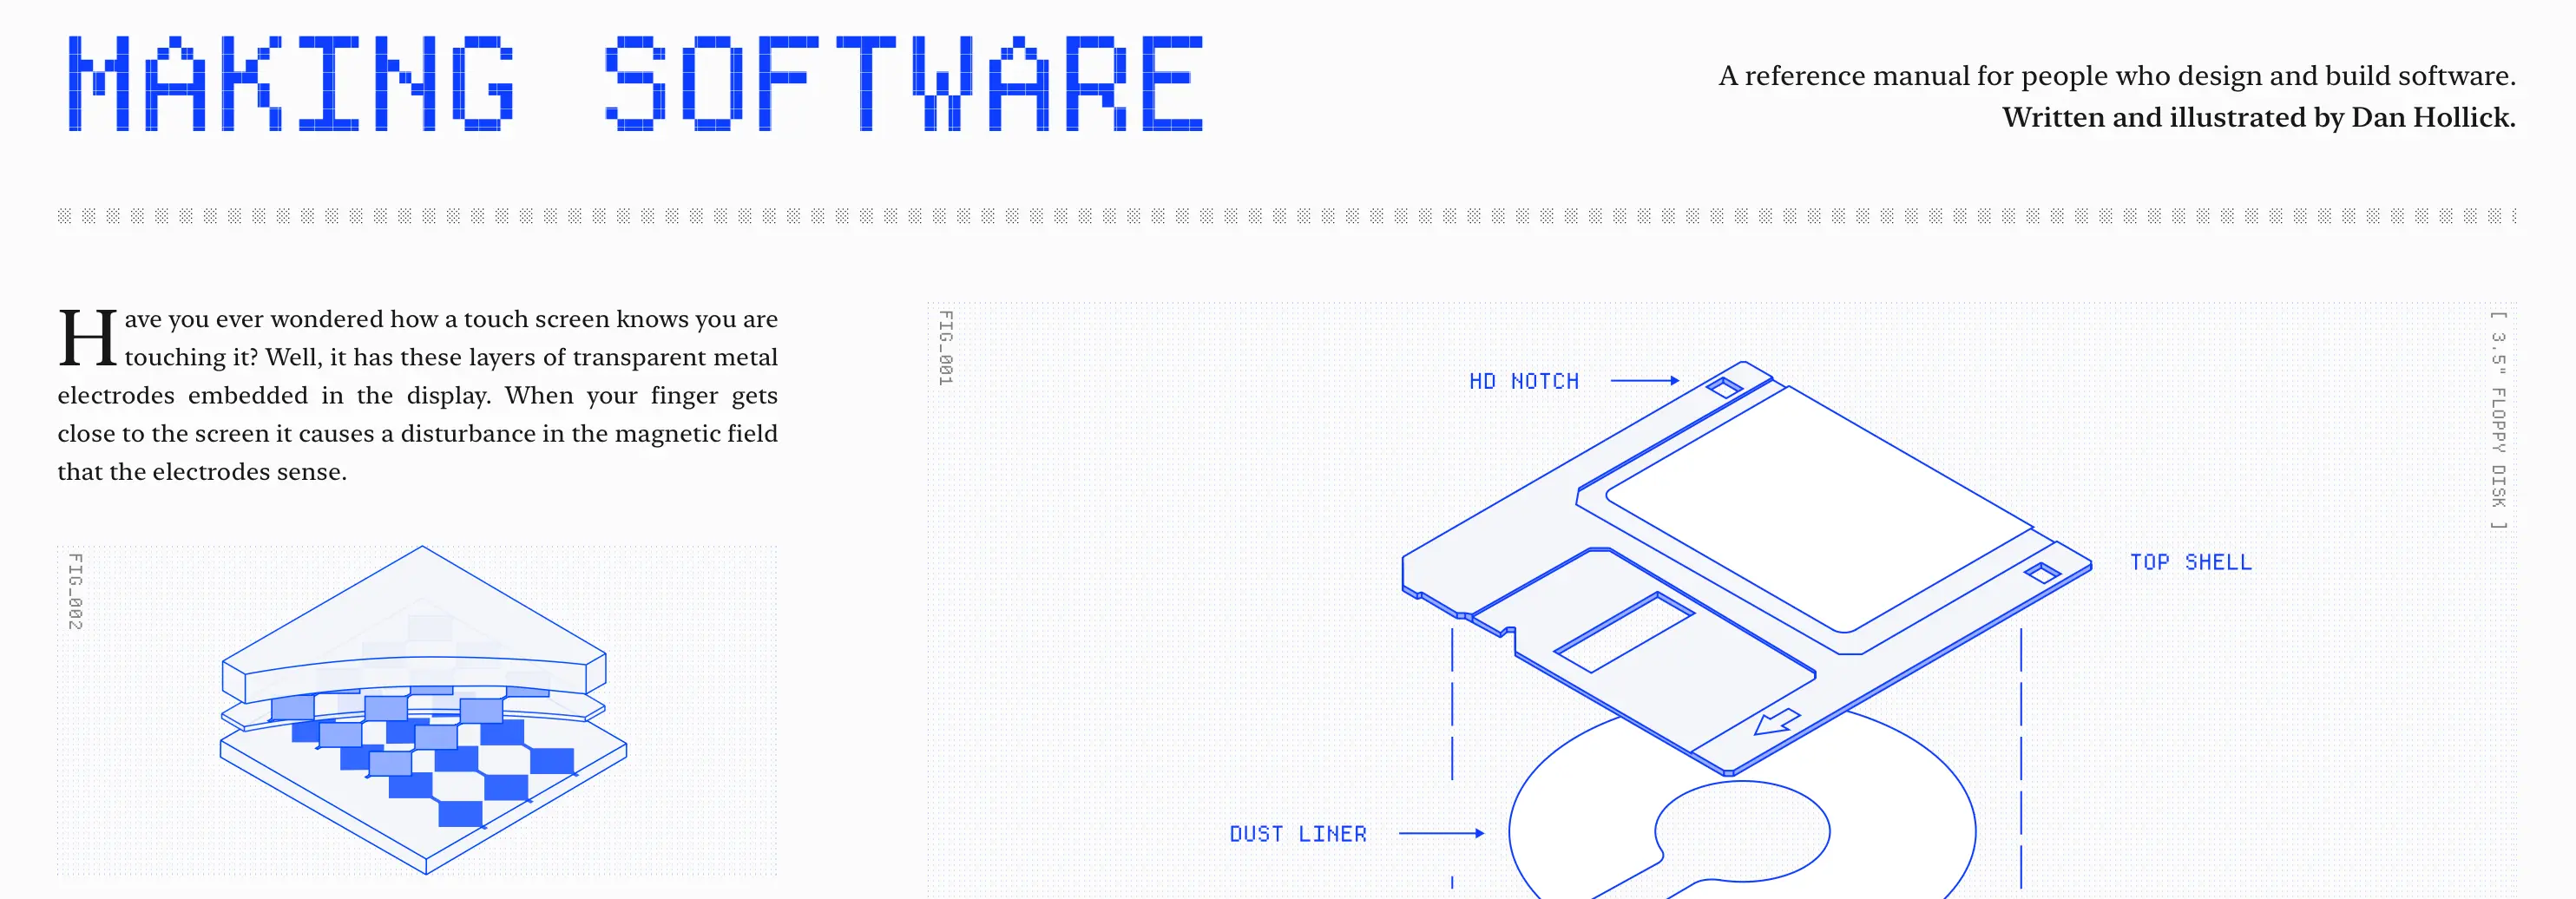 MAKING SOFTWARE
A reference manual for people who design and build software.
Written and illustrated by Dan Hollick.
Have you ever wondered how a touch screen knows you are
touching it? Well, it has these layers of transparent metal
electrodes embedded in the display. When your finger gets
close to the screen it causes a disturbance in the magnetic field
that the electrodes sense.
FIG_002
FIG_001
[ 3.5" FLOPPY DISK ]
HD NOTCH
TOP SHELL
DUST LINER